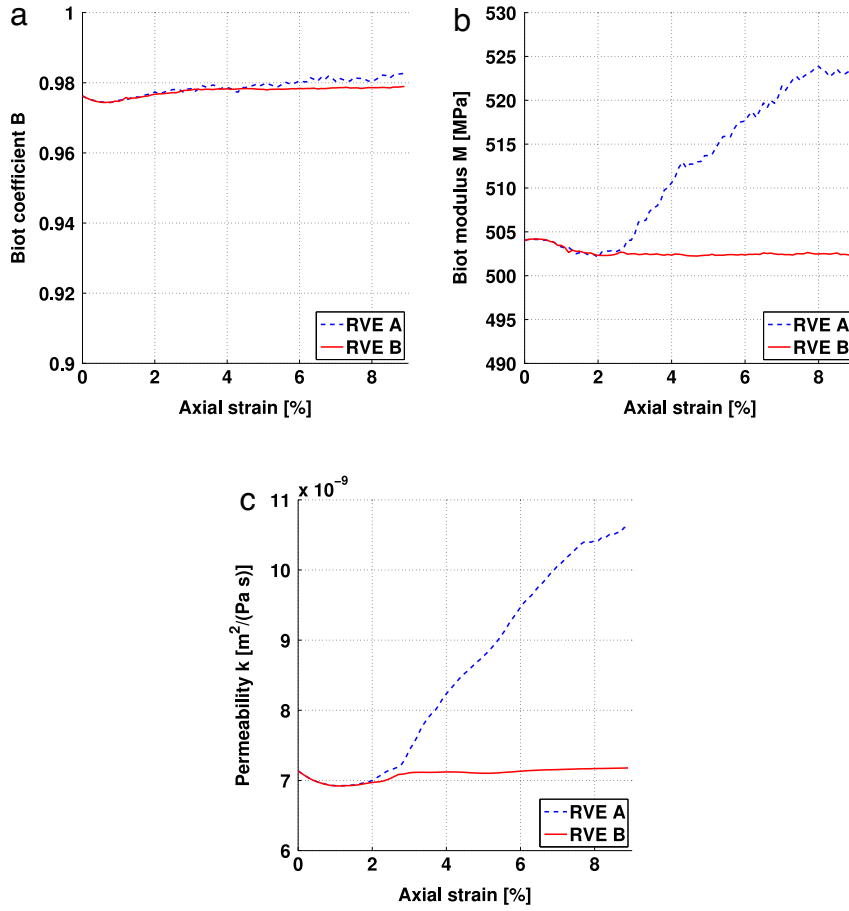 a
1
0.98
0.96
0.94
0.92
0.9
Biot coefficient B
0 2 4 6 8
Axial strain [%]
RVE A
RVE B
b
530
525
520
515
510
505
500
495
490
Biot modulus M [MPa]
0 2 4 6 8
Axial strain [%]
RVE A
RVE B
c
x 10⁻⁹
11
10
9
8
7
6
Permeability k [m²/(Pa s)]
0 2 4 6 8
Axial strain [%]
RVE A
RVE B